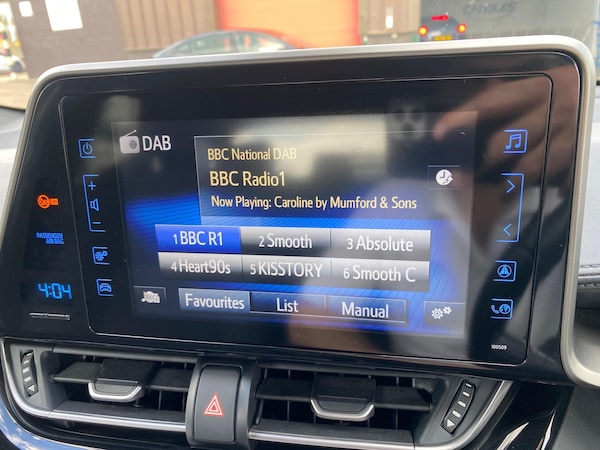 DAB
BBC National DAB
BBC Radio1
Now Playing: Caroline by Mumford & Sons
1 BBC R1
2 Smooth
3 Absolute
4 Heart90s
5 KISSTORY
6 Smooth C
Favourites
List
Manual
PASSENGER
AIR BAG
4:04
100509